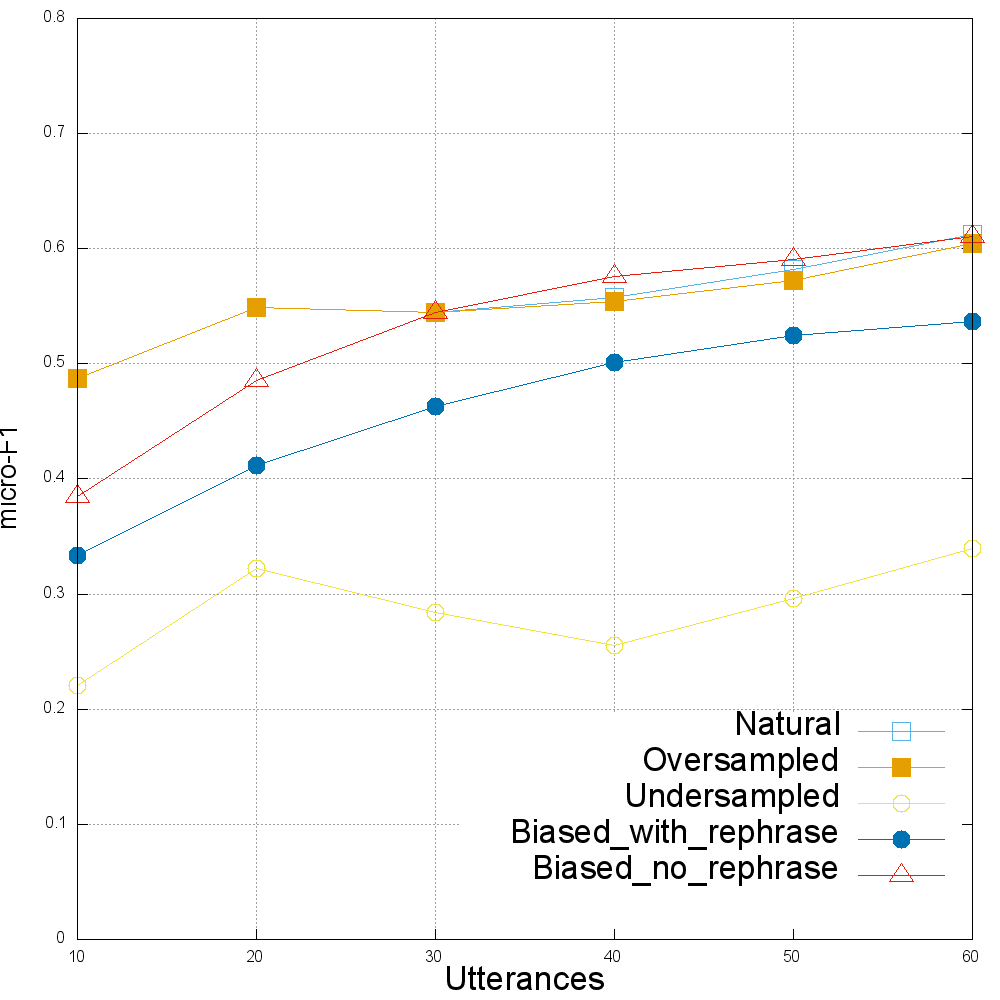 0.8
0.7
0.6
0.5
0.4
0.3
0.2
0.1
0
micro-F1
Natural
Oversampled
Undersampled
Biased_with_rephrase
Biased_no_rephrase
10 20 30 40 50 60
Utterances